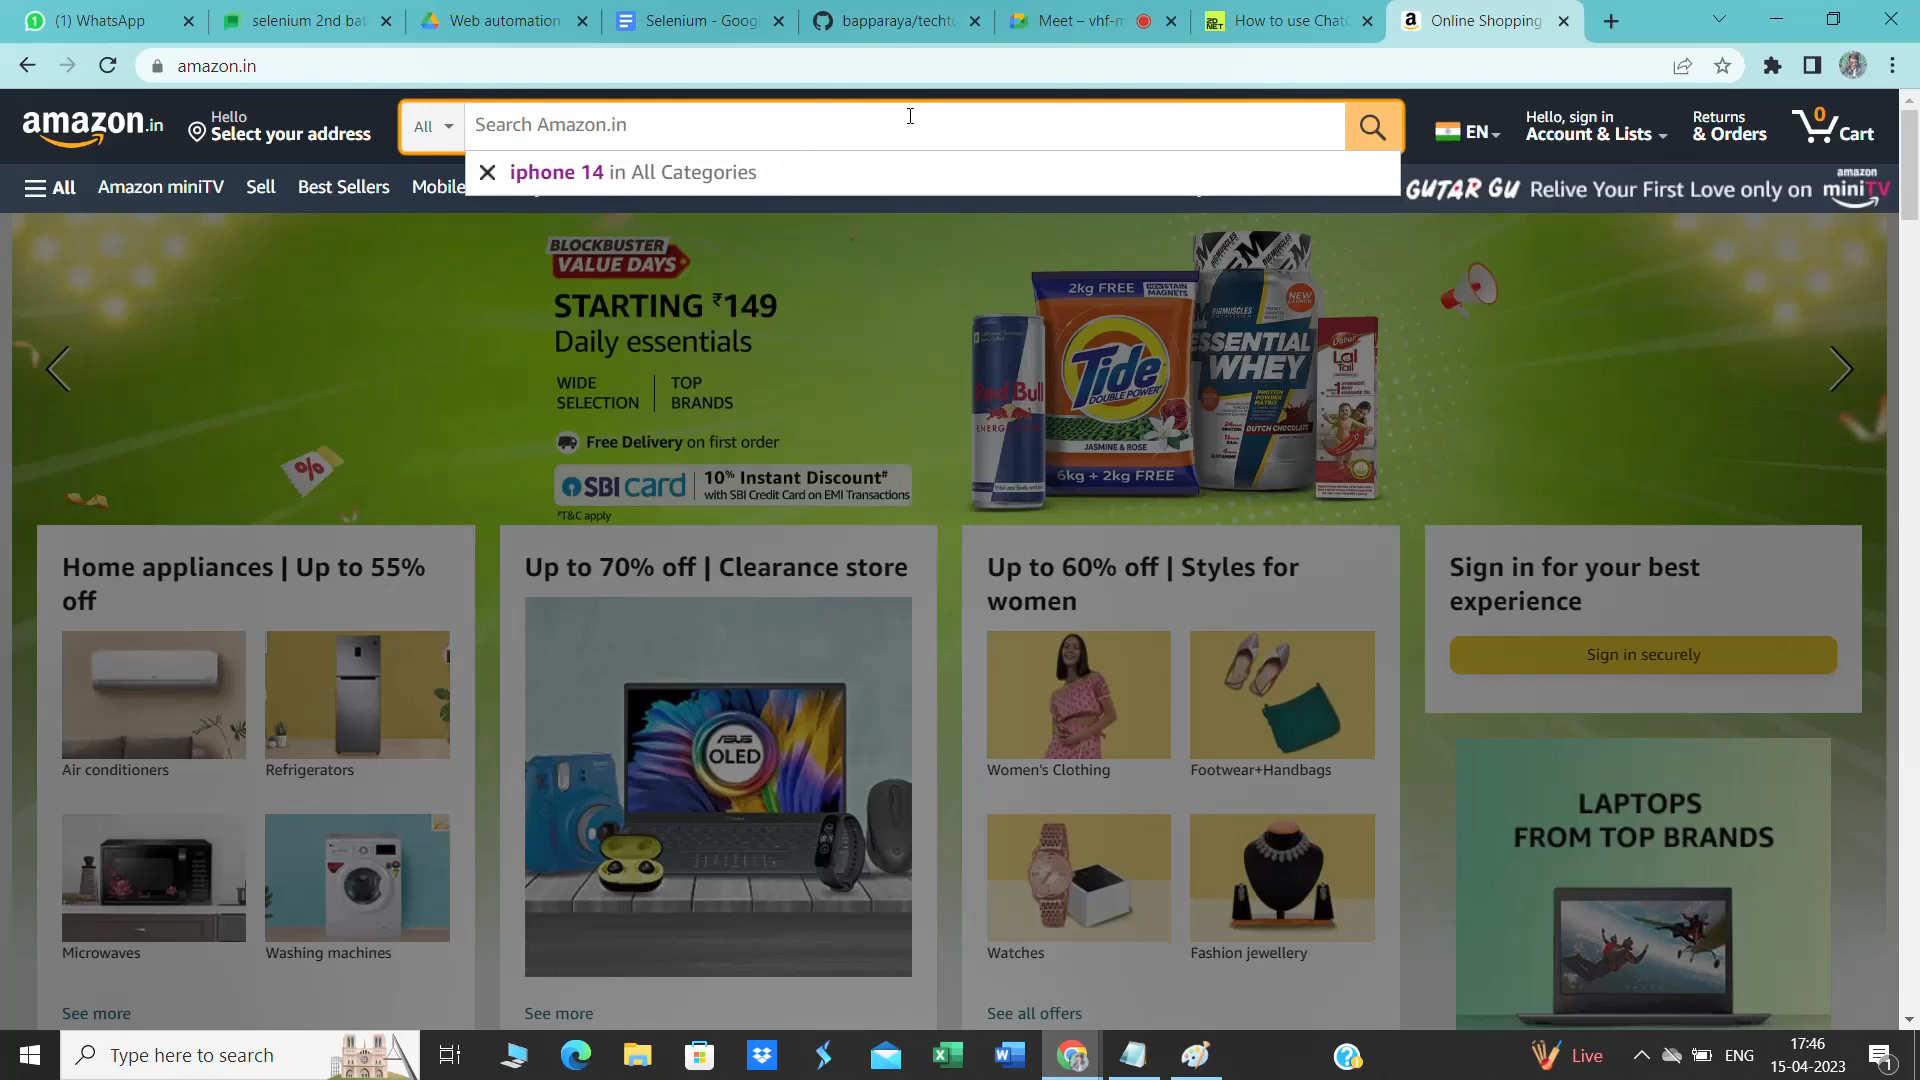 (1) WhatsApp
selenium 2nd bat
Web automation
Selenium - Googl
bapparaya/techtu
Meet – vhf-m
How to use ChatG
Online Shopping
amazon.in
amazon.in
Hello
Select your address
All
Search Amazon.in
EN
Hello, sign in
Account & Lists
Returns
& Orders
0
Cart
iphone 14 in All Categories
All
Amazon miniTV
Sell
Best Sellers
Mobile
GUTAR GU
Relive Your First Love only on
amazon
miniTV
BLOCKBUSTER
VALUE DAYS
STARTING ₹149
Daily essentials
WIDE
SELECTION
TOP
BRANDS
Free Delivery on first order
SBI card
10% Instant Discount#
with SBI Credit Card on EMI Transactions
#T&C apply
Red Bull
2kg FREE
STAIN
MAGNETS
Tide
DOUBLE POWER
JASMINE & ROSE
6kg + 2kg FREE
BIGMUSCLES
NEW
LAUNCH
ESSENTIAL
WHEY
DUTCH CHOCOLATE
Dabur
Lal
Tail
Home appliances | Up to 55%
off
Air conditioners
Refrigerators
Microwaves
Washing machines
See more
Up to 70% off | Clearance store
ASUS
OLED
See more
Up to 60% off | Styles for
women
Women's Clothing
Footwear+Handbags
Watches
Fashion jewellery
See all offers
Sign in for your best
experience
Sign in securely
LAPTOPS
FROM TOP BRANDS
Type here to search
Live
ENG
17:46
15-04-2023
1